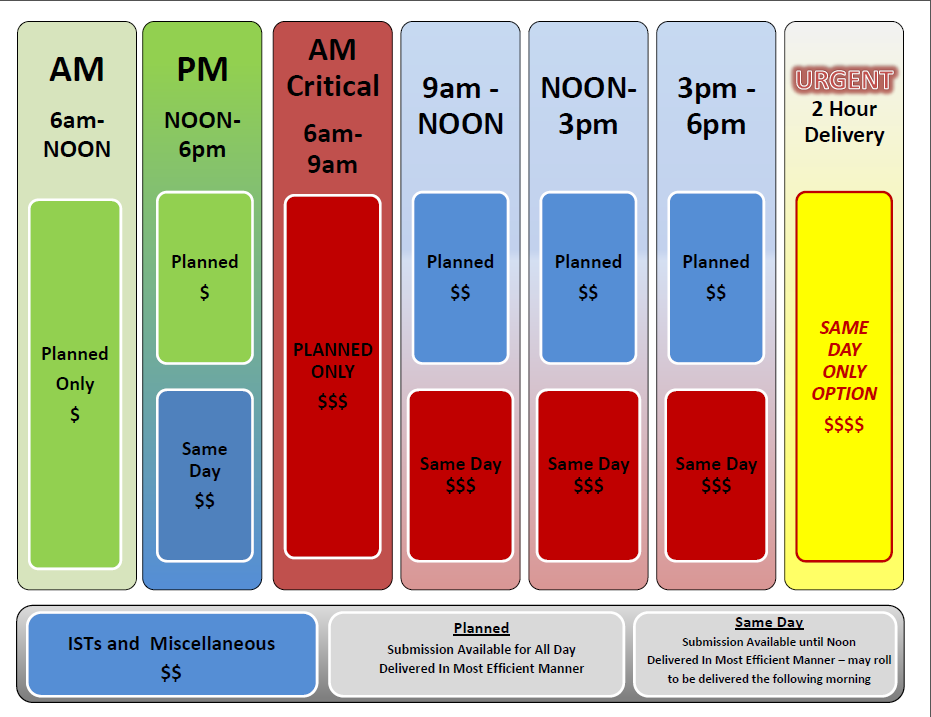 AM
6am-
NOON
Planned
Only
$
PM
NOON-
6pm
Planned
$
Same
Day
$$
AM
Critical
6am-
9am
PLANNED
ONLY
$$$
9am -
NOON
Planned
$$
Same Day
$$$
NOON-
3pm
Planned
$$
Same Day
$$$
3pm -
6pm
Planned
$$
Same Day
$$$
URGENT
2 Hour
Delivery
SAME
DAY
ONLY
OPTION
$$$$
ISTs and Miscellaneous
$$
Planned
Submission Available for All Day
Delivered In Most Efficient Manner
Same Day
Submission Available until Noon
Delivered In Most Efficient Manner – may roll
to be delivered the following morning